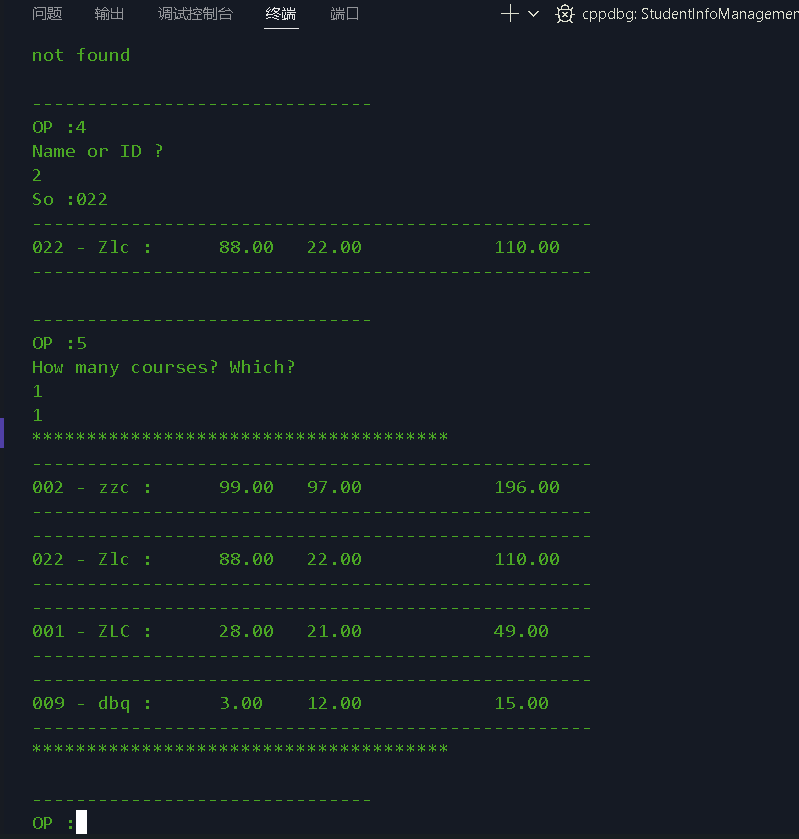 问题 输出 调试控制台 终端 端口 cppdbg: StudentInfoManagemen
not found
-------------------------------
OP :4
Name or ID ?
2
So :022
---------------------------------------------------
022 - Zlc : 88.00 22.00 110.00
---------------------------------------------------
-------------------------------
OP :5
How many courses? Which?
1
1
**************************************
---------------------------------------------------
002 - zzc : 99.00 97.00 196.00
---------------------------------------------------
---------------------------------------------------
022 - Zlc : 88.00 22.00 110.00
---------------------------------------------------
---------------------------------------------------
001 - ZLC : 28.00 21.00 49.00
---------------------------------------------------
---------------------------------------------------
009 - dbq : 3.00 12.00 15.00
---------------------------------------------------
**************************************
-------------------------------
OP :